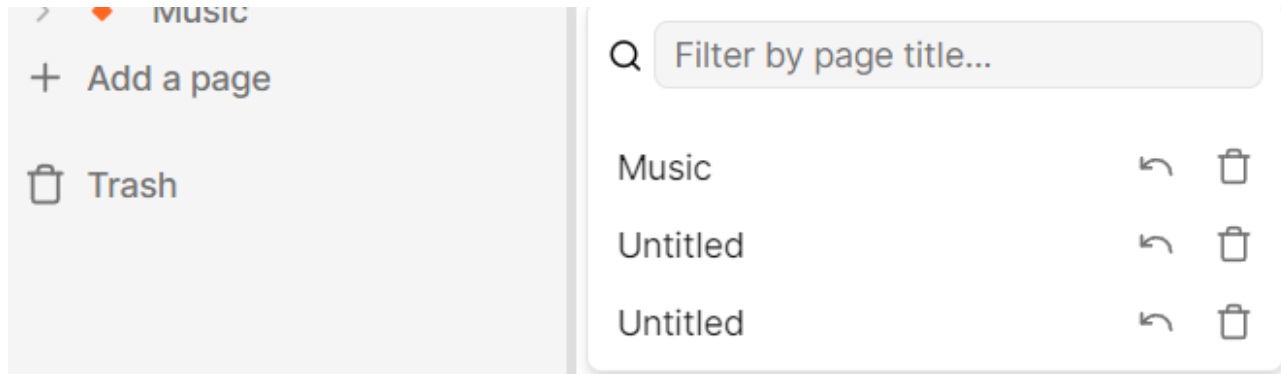 Music
Add a page
Trash
Filter by page title...
Music
Untitled
Untitled